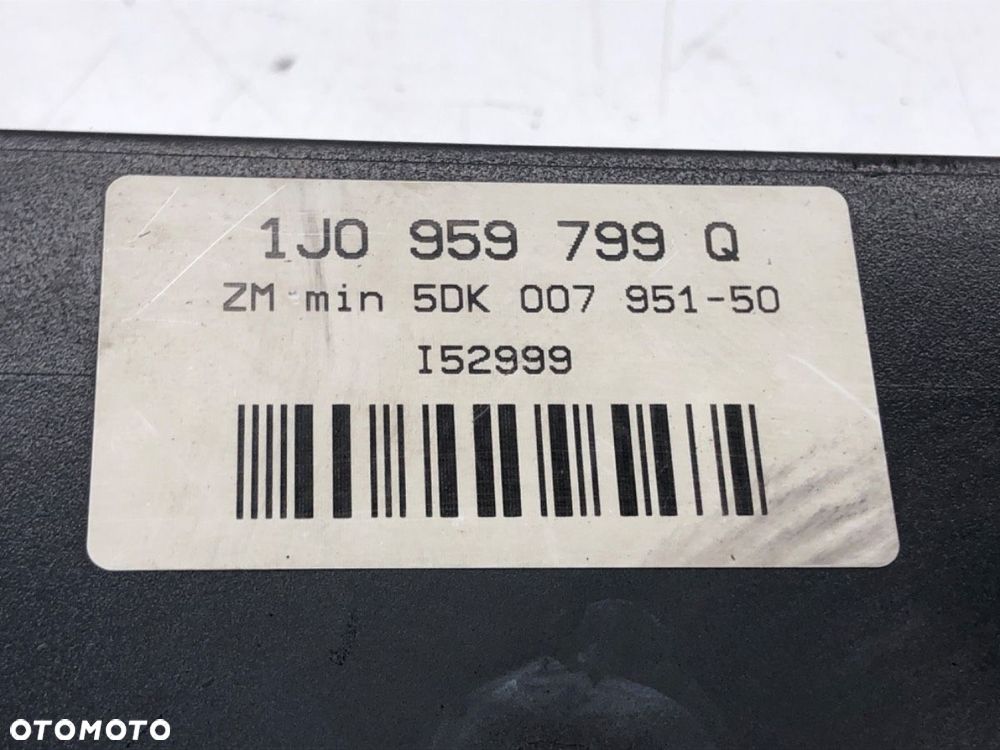 1J0 959 799 Q
ZM min 5DK 007 951-50
I52999
OTOMOTO